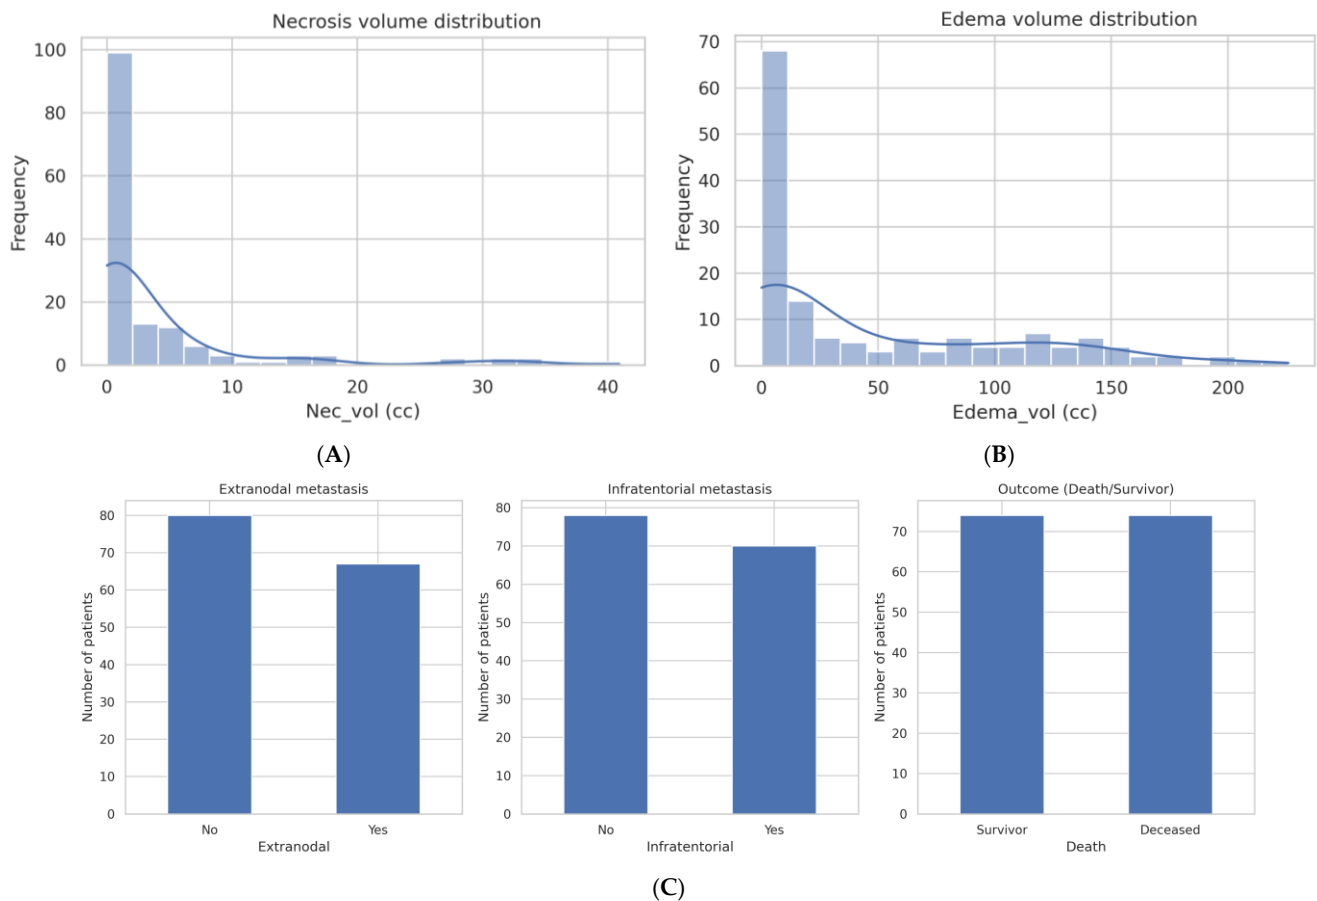 Necrosis volume distribution
100
80
60
40
20
0
Frequency
0 10 20 30 40
Nec_vol (cc)
(A)
Edema volume distribution
70
60
50
40
30
20
10
0
Frequency
0 50 100 150 200
Edema_vol (cc)
(B)
Extranodal metastasis
80
70
60
50
40
30
20
10
0
Number of patients
No Yes
Extranodal
Infratentorial metastasis
80
70
60
50
40
30
20
10
0
Number of patients
No Yes
Infratentorial
Outcome (Death/Survivor)
70
60
50
40
30
20
10
0
Number of patients
Survivor Deceased
Death
(C)